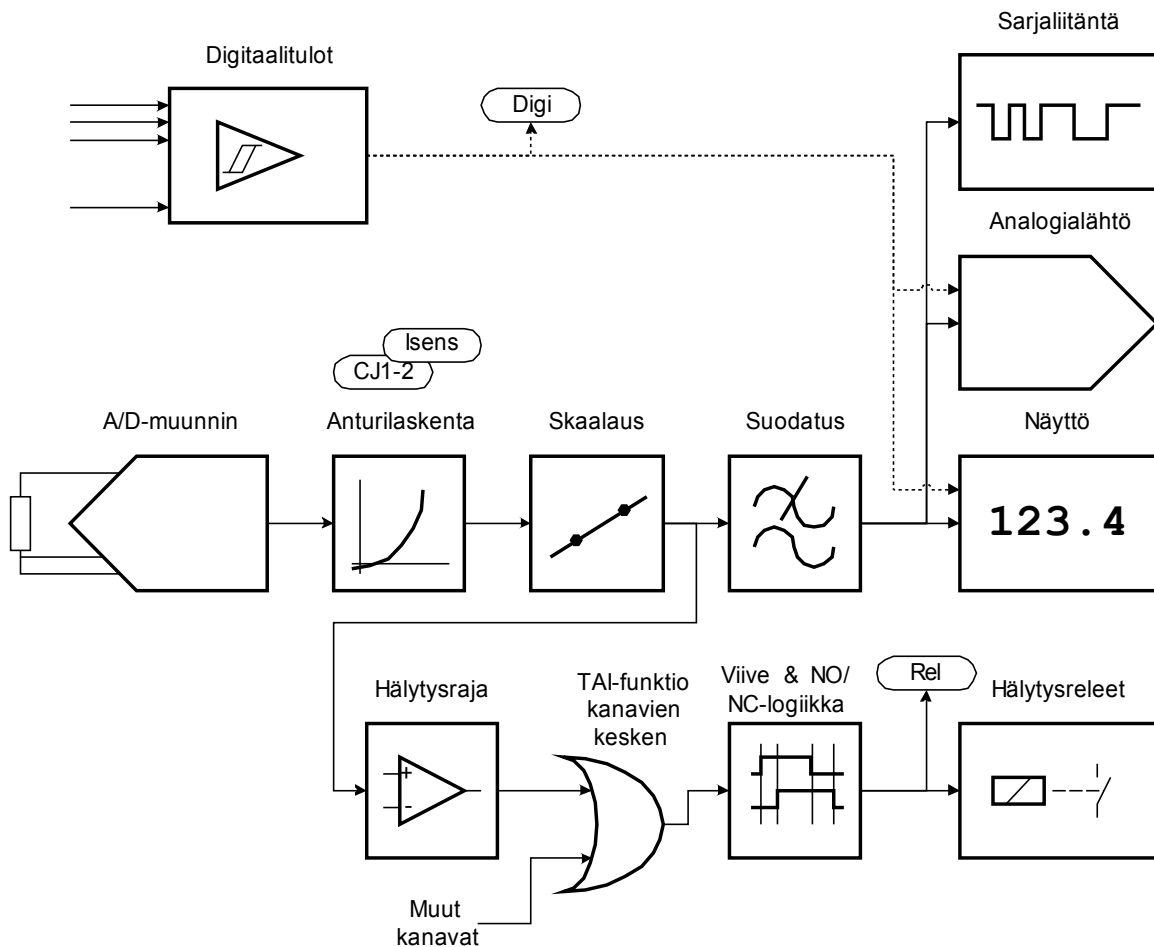 Sarjaliitäntä
Digitaalitulot
Digi
Analogialähtö
Isens
CJ1-2
A/D-muunnin
Anturilaskenta
Skaalaus
Suodatus
Näyttö
123.4
Hälytysraja
TAI-funktio
kanavien
kesken
Viive & NO/
NC-logiikka
Rel
Hälytysreleet
+
-
Muut
kanavat